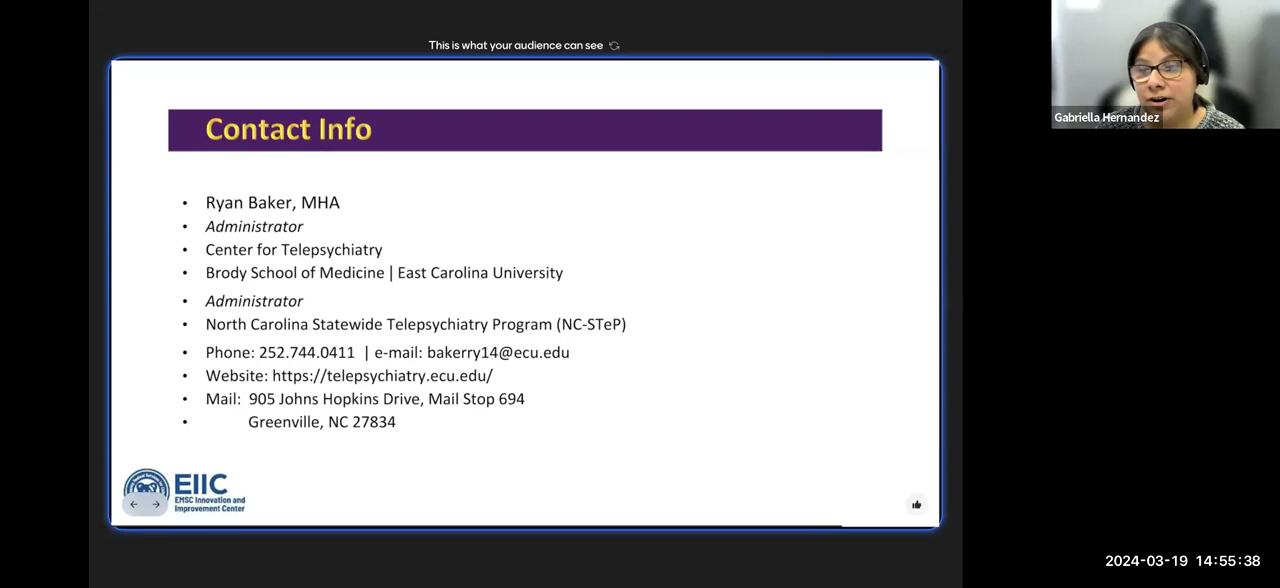 This is what your audience can see
Gabriella Hernandez
Contact Info
• Ryan Baker, MHA
• Administrator
• Center for Telepsychiatry
• Brody School of Medicine | East Carolina University
• Administrator
• North Carolina Statewide Telepsychiatry Program (NC-STeP)
• Phone: 252.744.0411 | e-mail: bakerry14@ecu.edu
• Website: https://telepsychiatry.ecu.edu/
• Mail: 905 Johns Hopkins Drive, Mail Stop 694
• Greenville, NC 27834
EIIC
EMSC Innovation and
Improvement Center
2024-03-19 14:55:38